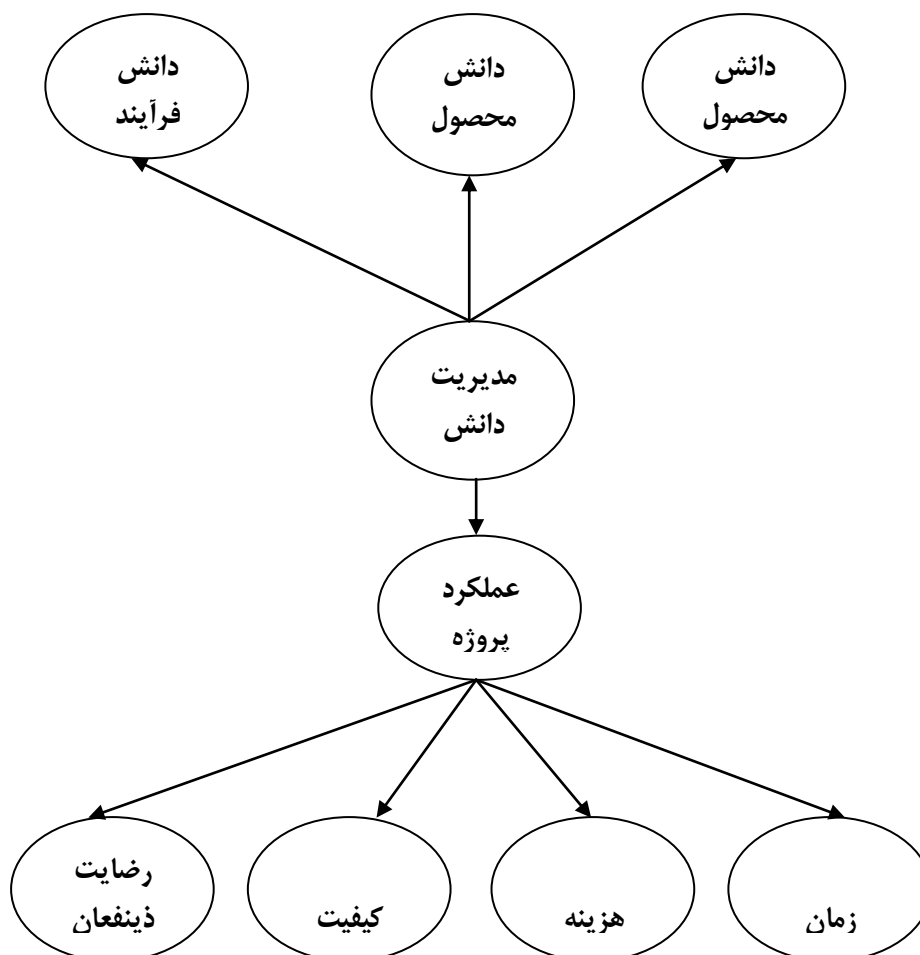 دانش
محصول
دانش
محصول
دانش
فرآیند
مدیریت
دانش
عملکرد
پروژه
زمان
هزینه
کیفیت
رضایت
ذینفعان